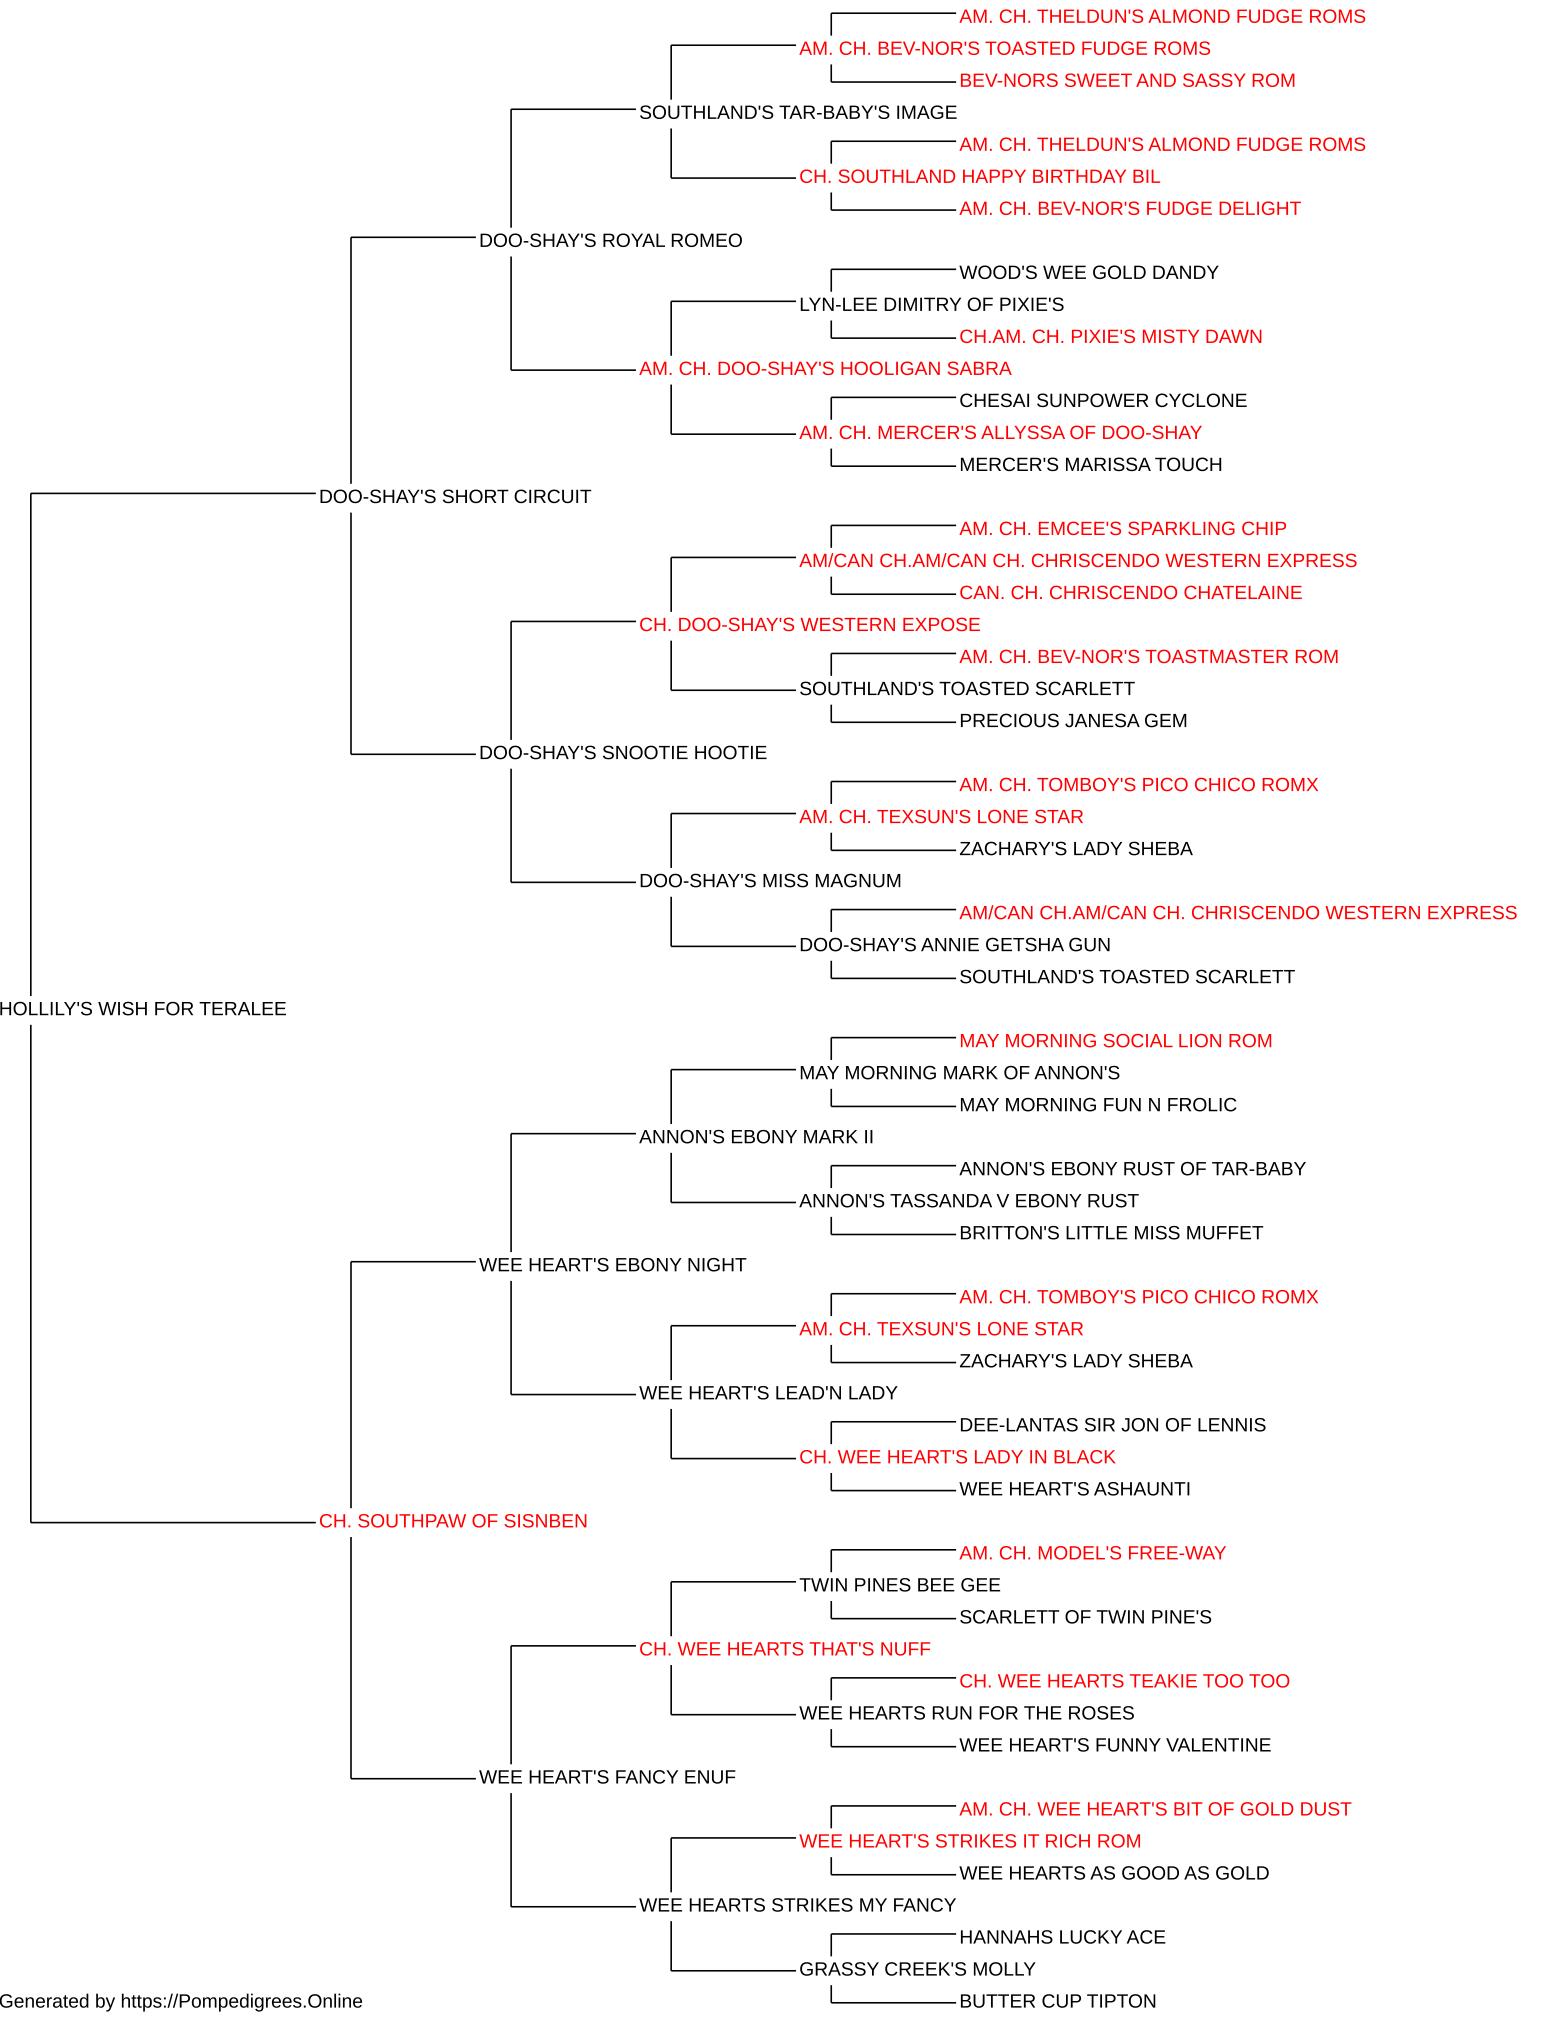 AM. CH. THELDUN'S ALMOND FUDGE ROMS
AM. CH. BEV-NOR'S TOASTED FUDGE ROMS
BEV-NORS SWEET AND SASSY ROM
SOUTHLAND'S TAR-BABY'S IMAGE
AM. CH. THELDUN'S ALMOND FUDGE ROMS
CH. SOUTHLAND HAPPY BIRTHDAY BIL
AM. CH. BEV-NOR'S FUDGE DELIGHT
DOO-SHAY'S ROYAL ROMEO
WOOD'S WEE GOLD DANDY
LYN-LEE DIMITRY OF PIXIE'S
CH.AM. CH. PIXIE'S MISTY DAWN
AM. CH. DOO-SHAY'S HOOLIGAN SABRA
CHESAI SUNPOWER CYCLONE
AM. CH. MERCER'S ALLYSSA OF DOO-SHAY
MERCER'S MARISSA TOUCH
DOO-SHAY'S SHORT CIRCUIT
AM. CH. EMCEE'S SPARKLING CHIP
AM/CAN CH.AM/CAN CH. CHRISCENDO WESTERN EXPRESS
CAN. CH. CHRISCENDO CHATELAINE
CH. DOO-SHAY'S WESTERN EXPOSE
AM. CH. BEV-NOR'S TOASTMASTER ROM
SOUTHLAND'S TOASTED SCARLETT
PRECIOUS JANESA GEM
DOO-SHAY'S SNOOTIE HOOTIE
AM. CH. TOMBOY'S PICO CHICO ROMX
AM. CH. TEXSUN'S LONE STAR
ZACHARY'S LADY SHEBA
DOO-SHAY'S MISS MAGNUM
AM/CAN CH.AM/CAN CH. CHRISCENDO WESTERN EXPRESS
DOO-SHAY'S ANNIE GETSHA GUN
SOUTHLAND'S TOASTED SCARLETT
HOLLILY'S WISH FOR TERALEE
MAY MORNING SOCIAL LION ROM
MAY MORNING MARK OF ANNON'S
MAY MORNING FUN N FROLIC
ANNON'S EBONY MARK II
ANNON'S EBONY RUST OF TAR-BABY
ANNON'S TASSANDA V EBONY RUST
BRITTON'S LITTLE MISS MUFFET
WEE HEART'S EBONY NIGHT
AM. CH. TOMBOY'S PICO CHICO ROMX
AM. CH. TEXSUN'S LONE STAR
ZACHARY'S LADY SHEBA
WEE HEART'S LEAD'N LADY
DEE-LANTAS SIR JON OF LENNIS
CH. WEE HEART'S LADY IN BLACK
WEE HEART'S ASHAUNTI
CH. SOUTHPAW OF SISNBEN
AM. CH. MODEL'S FREE-WAY
TWIN PINES BEE GEE
SCARLETT OF TWIN PINE'S
CH. WEE HEARTS THAT'S NUFF
CH. WEE HEARTS TEAKIE TOO TOO
WEE HEARTS RUN FOR THE ROSES
WEE HEART'S FUNNY VALENTINE
WEE HEART'S FANCY ENUF
AM. CH. WEE HEART'S BIT OF GOLD DUST
WEE HEART'S STRIKES IT RICH ROM
WEE HEARTS AS GOOD AS GOLD
WEE HEARTS STRIKES MY FANCY
HANNAHS LUCKY ACE
GRASSY CREEK'S MOLLY
BUTTER CUP TIPTON
Generated by https://Pompedigrees.Online